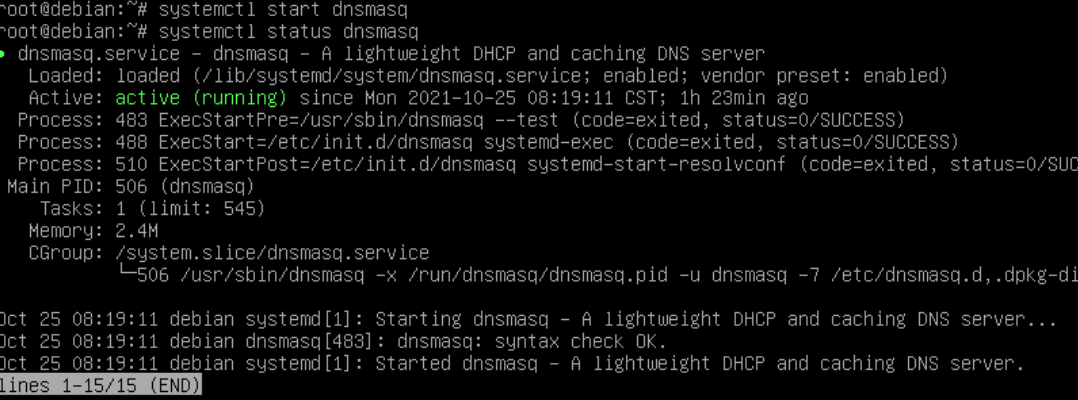 root@debian:~# systemctl start dnsmasq
root@debian:~# systemctl status dnsmasq
● dnsmasq.service - dnsmasq - A lightweight DHCP and caching DNS server
Loaded: loaded (/lib/systemd/system/dnsmasq.service; enabled; vendor preset: enabled)
Active: active (running) since Mon 2021-10-25 08:19:11 CST; 1h 23min ago
Process: 483 ExecStartPre=/usr/sbin/dnsmasq --test (code=exited, status=0/SUCCESS)
Process: 488 ExecStart=/etc/init.d/dnsmasq systemd-exec (code=exited, status=0/SUCCESS)
Process: 510 ExecStartPost=/etc/init.d/dnsmasq systemd-start-resolvconf (code=exited, status=0/SUC
Main PID: 506 (dnsmasq)
Tasks: 1 (limit: 545)
Memory: 2.4M
CGroup: /system.slice/dnsmasq.service
└─506 /usr/sbin/dnsmasq -x /run/dnsmasq/dnsmasq.pid -u dnsmasq -7 /etc/dnsmasq.d,.dpkg-di
Oct 25 08:19:11 debian systemd[1]: Starting dnsmasq - A lightweight DHCP and caching DNS server...
Oct 25 08:19:11 debian dnsmasq[483]: dnsmasq: syntax check OK.
Oct 25 08:19:11 debian systemd[1]: Started dnsmasq - A lightweight DHCP and caching DNS server.
lines 1-15/15 (END)